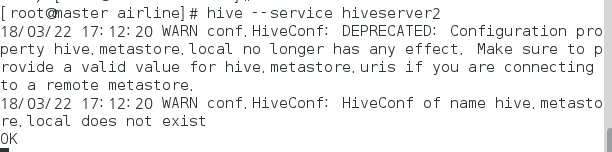 [root@master airline]# hive --service hiveserver2
18/03/22 17:12:20 WARN conf.HiveConf: DEPRECATED: Configuration pro
perty hive.metastore.local no longer has any effect. Make sure to p
rovide a valid value for hive.metastore.uris if you are connecting
to a remote metastore.
18/03/22 17:12:20 WARN conf.HiveConf: HiveConf of name hive.metasto
re.local does not exist
OK